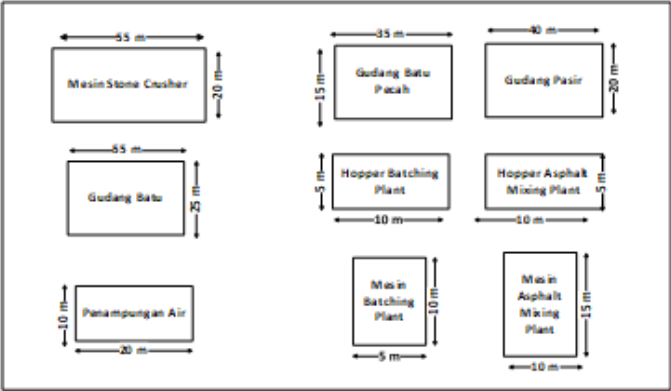 55 m
Mesin Stone Crusher
20 m
35 m
15 m
Gudang Batu
Pecah
40 m
Gudang Pasir
20 m
55 m
Gudang Batu
25 m
5 m
Hopper Batching
Plant
10 m
Hopper Asphalt
Mixing Plant
5 m
10 m
10 m
Penampungan Air
20 m
Mesin
Batching
Plant
10 m
5 m
Mesin
Asphalt
Mixing
Plant
15 m
10 m